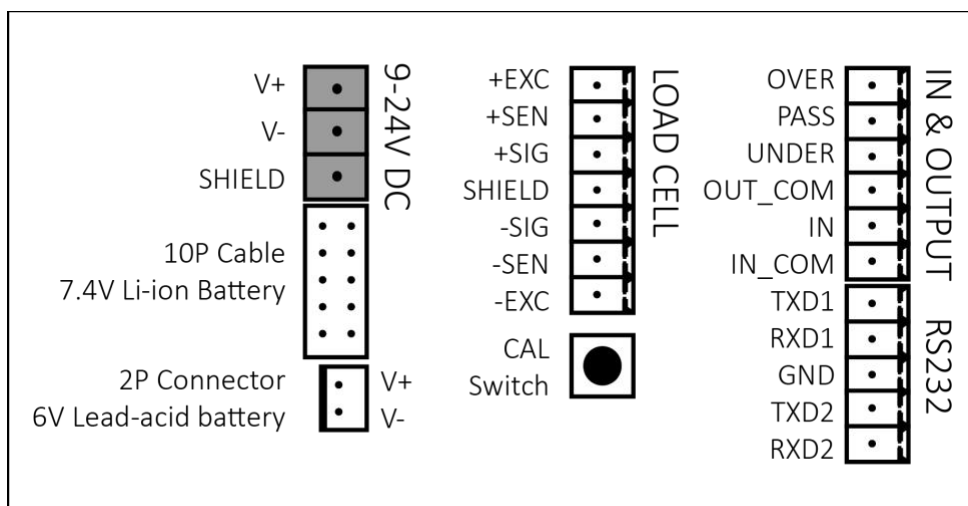 V+
V-
SHIELD
9-24V DC
10P Cable
7.4V Li-ion Battery
2P Connector
6V Lead-acid battery
V+
V-
+EXC
+SEN
+SIG
SHIELD
-SIG
-SEN
-EXC
LOAD CELL
CAL
Switch
OVER
PASS
UNDER
OUT_COM
IN
IN_COM
IN & OUTPUT
TXD1
RXD1
GND
TXD2
RXD2
RS232